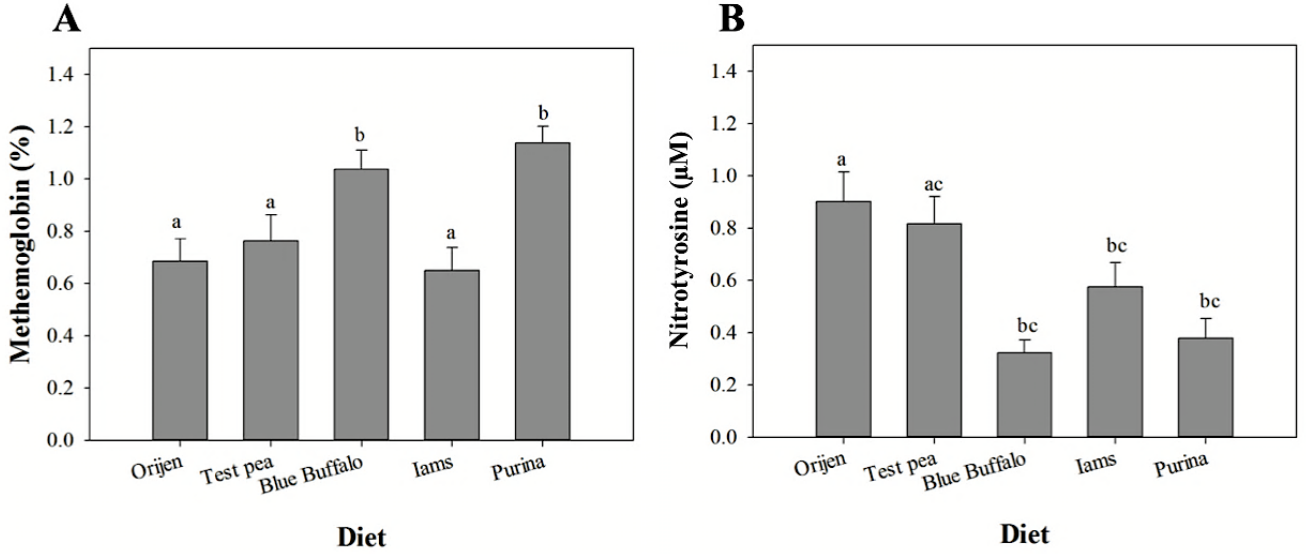 A
Methemoglobin (%)
1.4
1.2
1.0
0.8
0.6
0.4
0.2
0.0
a
a
b
a
b
Orijen
Test pea
Blue Buffalo
Iams
Purina
Diet
B
Nitrotyrosine (µM)
1.4
1.2
1.0
0.8
0.6
0.4
0.2
0.0
a
ac
bc
bc
bc
Orijen
Test pea
Blue Buffalo
Iams
Purina
Diet